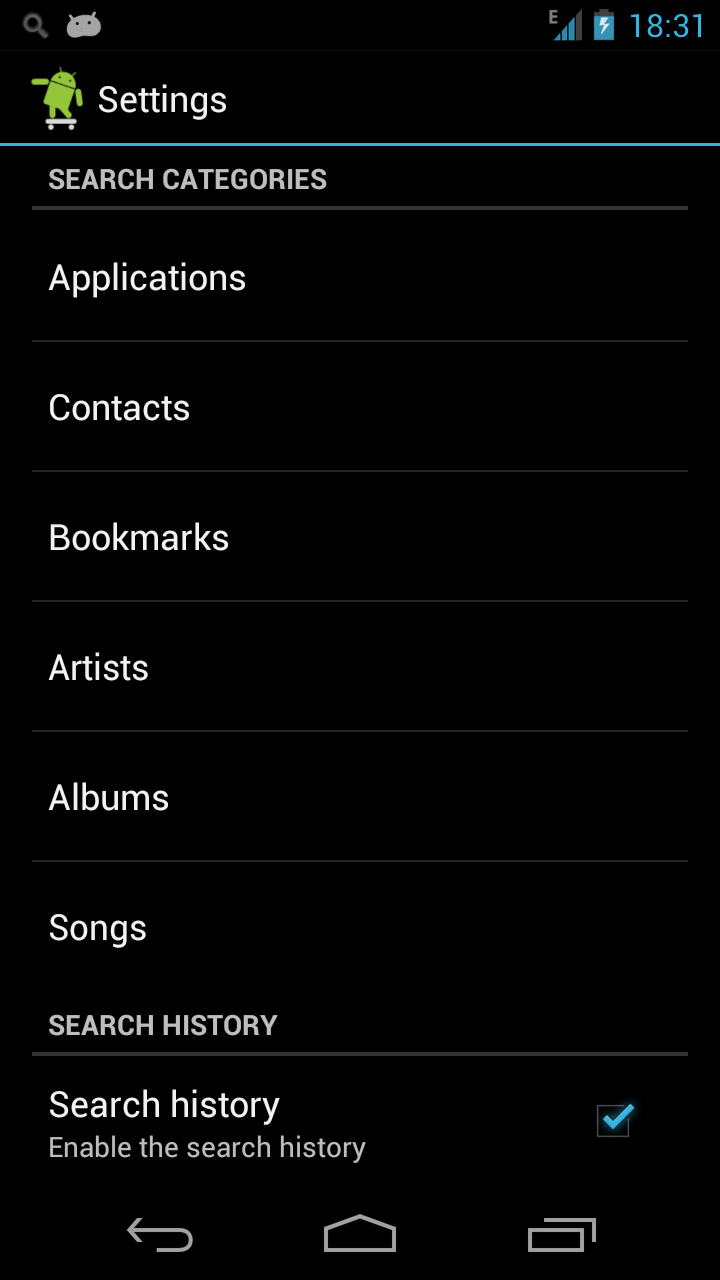 E 18:31
Settings
SEARCH CATEGORIES
Applications
Contacts
Bookmarks
Artists
Albums
Songs
SEARCH HISTORY
Search history
Enable the search history